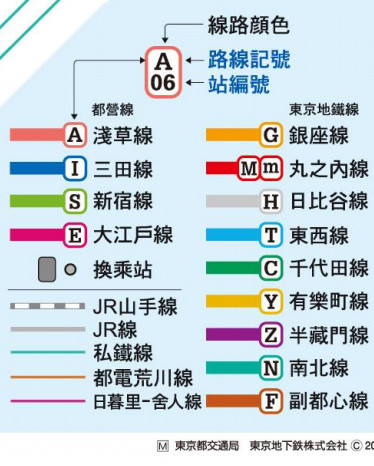 線路顏色
A 路線記號
06 站編號
都營線
A 淺草線
I 三田線
S 新宿線
E 大江戶線
換乘站
JR山手線
JR線
私鐵線
都電荒川線
日暮里-舍人線
東京地鐵線
G 銀座線
M m 丸之內線
H 日比谷線
T 東西線
C 千代田線
Y 有樂町線
Z 半藏門線
N 南北線
F 副都心線
M 東京都交通局 東京地下鉄株式会社 Ⓒ 20